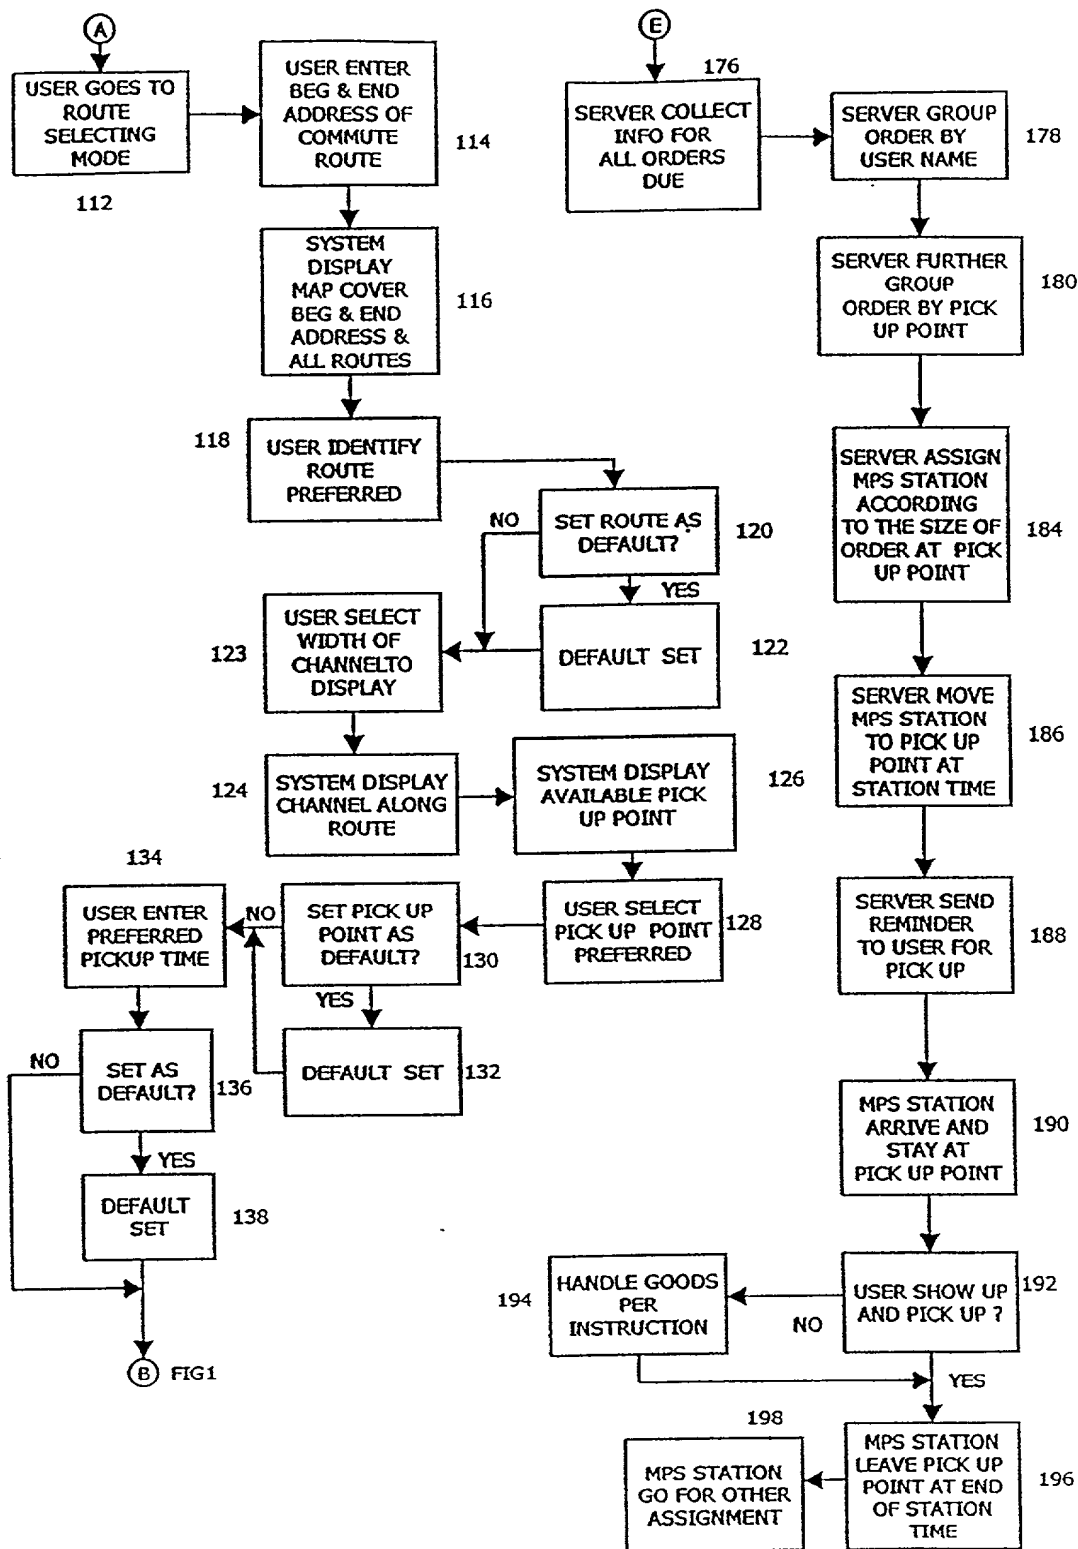 A
USER GOES TO
ROUTE
SELECTING
MODE
112
USER ENTER
BEG & END
ADDRESS OF
COMMUTE
ROUTE
114
SYSTEM
DISPLAY
MAP COVER
BEG & END
ADDRESS &
ALL ROUTES
116
118
USER IDENTIFY
ROUTE
PREFERRED
NO
SET ROUTE AS
DEFAULT?
120
YES
DEFAULT SET
122
123
USER SELECT
WIDTH OF
CHANNELTO
DISPLAY
124
SYSTEM DISPLAY
CHANNEL ALONG
ROUTE
SYSTEM DISPLAY
AVAILABLE PICK
UP POINT
126
USER SELECT
PICK UP POINT
PREFERRED
128
SET PICK UP
POINT AS
DEFAULT?
130
NO
YES
DEFAULT SET
132
134
USER ENTER
PREFERRED
PICKUP TIME
NO
SET AS
DEFAULT?
136
YES
DEFAULT
SET
138
B FIG1
E
176
SERVER COLLECT
INFO FOR
ALL ORDERS
DUE
SERVER GROUP
ORDER BY
USER NAME
178
SERVER FURTHER
GROUP
ORDER BY PICK
UP POINT
180
SERVER ASSIGN
MPS STATION
ACCORDING
TO THE SIZE OF
ORDER AT PICK
UP POINT
184
SERVER MOVE
MPS STATION
TO PICK UP
POINT AT
STATION TIME
186
SERVER SEND
REMINDER
TO USER FOR
PICK UP
188
MPS STATION
ARRIVE AND
STAY AT
PICK UP POINT
190
USER SHOW UP
AND PICK UP ?
192
NO
194
HANDLE GOODS
PER
INSTRUCTION
YES
MPS STATION
LEAVE PICK UP
POINT AT END
OF STATION
TIME
196
198
MPS STATION
GO FOR OTHER
ASSIGNMENT